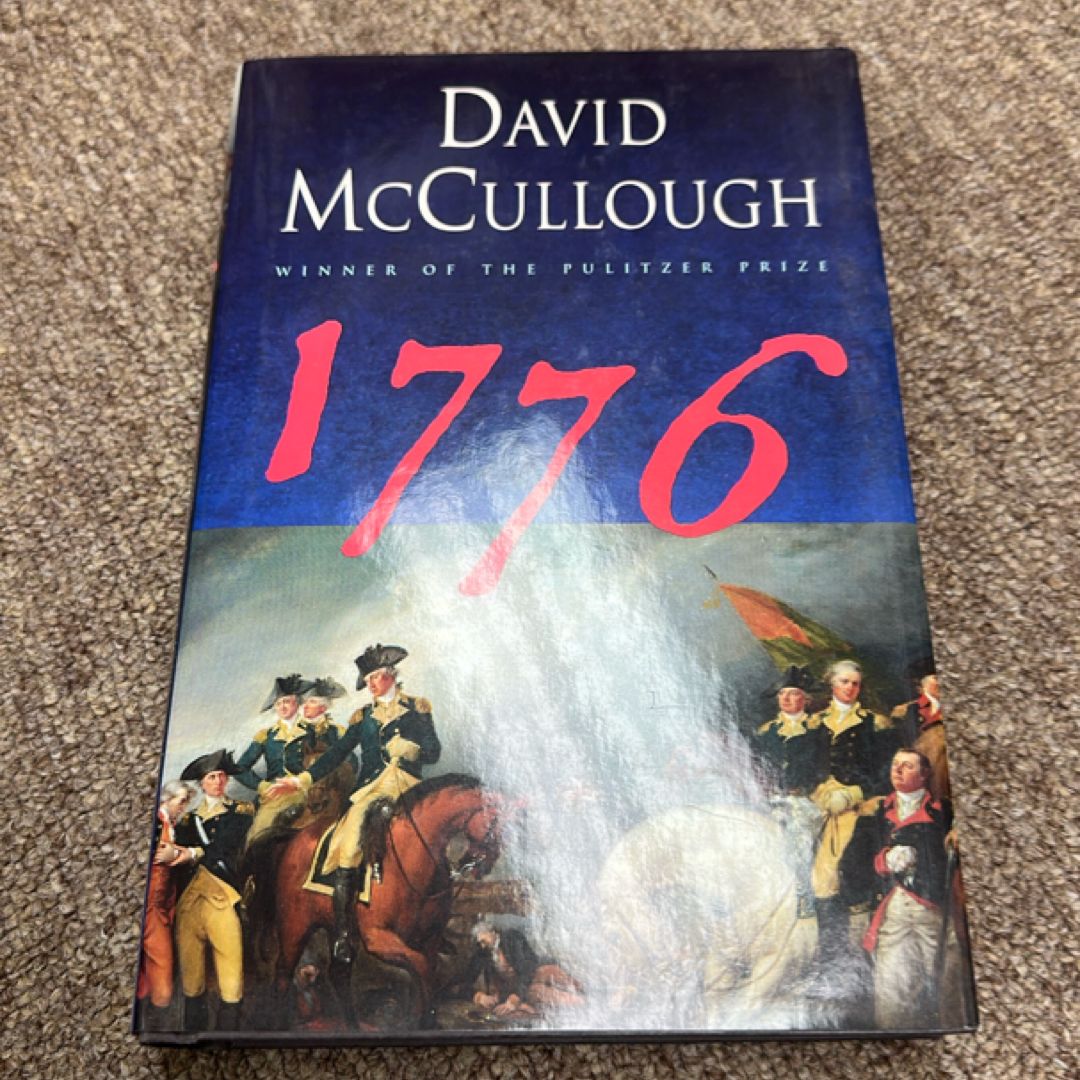 DAVID
MCCULLOUGH
WINNER OF THE PULITZER PRIZE
1776